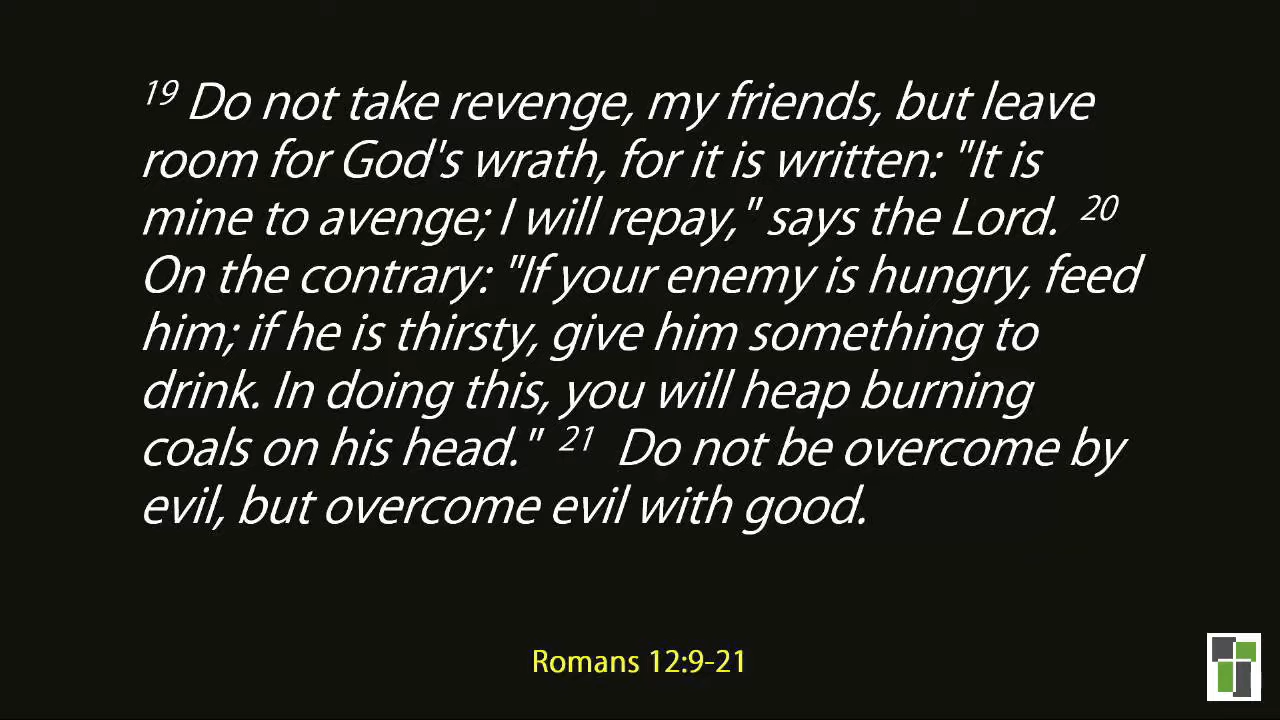 19 Do not take revenge, my friends, but leave
room for God's wrath, for it is written: "It is
mine to avenge; I will repay," says the Lord. 20
On the contrary: "If your enemy is hungry, feed
him; if he is thirsty, give him something to
drink. In doing this, you will heap burning
coals on his head." 21 Do not be overcome by
evil, but overcome evil with good.
Romans 12:9-21